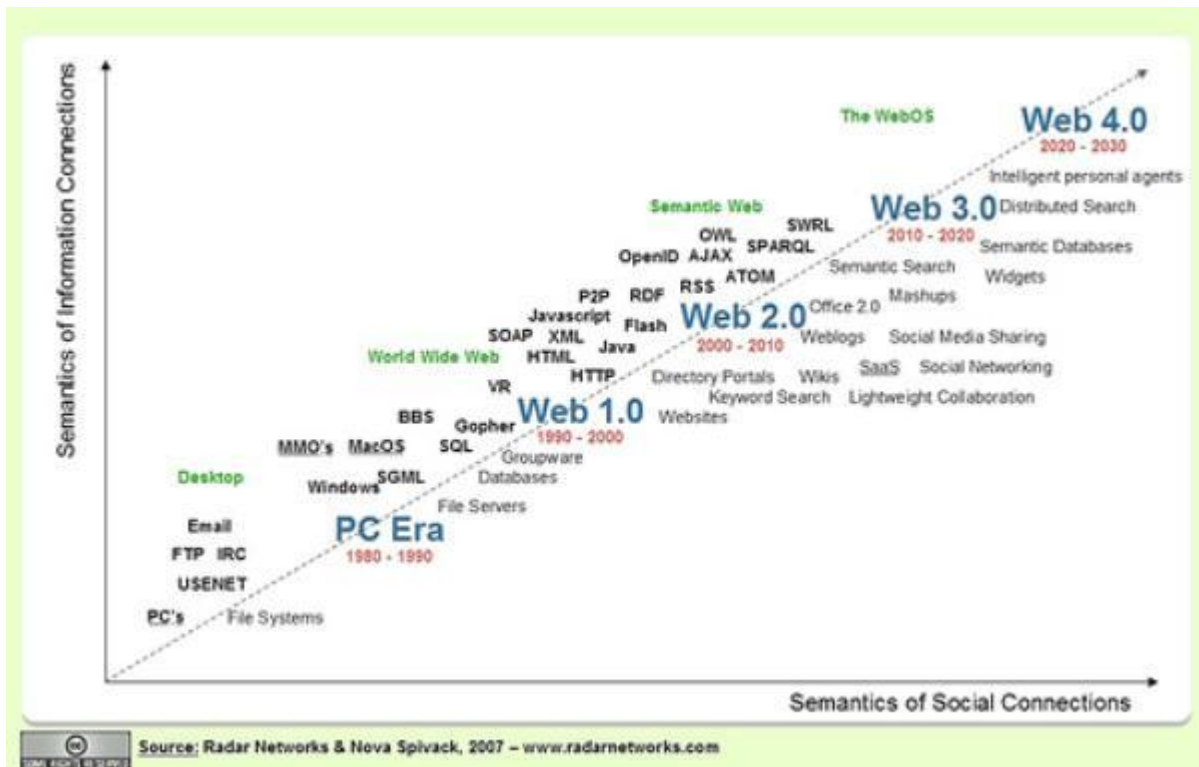 Semantics of Information Connections
The WebOS
Web 4.0
2020 - 2030
Intelligent personal agents
Semantic Web
Web 3.0
Distributed Search
2010 - 2020
SWRL
OWL
SPARQL
Semantic Databases
OpenID
AJAX
Semantic Search
Widgets
ATOM
RSS
P2P
RDF
Mashups
Office 2.0
Javascript
Flash
Web 2.0
2000 - 2010
SOAP
XML
Weblogs
Social Media Sharing
World Wide Web
HTML
Java
SaaS
Social Networking
HTTP
Directory Portals
Wikis
VR
Keyword Search
Lightweight Collaboration
Web 1.0
1990 - 2000
Websites
BBS
Gopher
MMO's
MacOS
SQL
Groupware
Desktop
Windows
SGML
Databases
File Servers
Email
PC Era
1980 - 1990
FTP
IRC
USENET
PC's
File Systems
Semantics of Social Connections
cc
SOME RIGHTS RESERVED
Source: Radar Networks & Nova Spivack, 2007 – www.radarnetworks.com